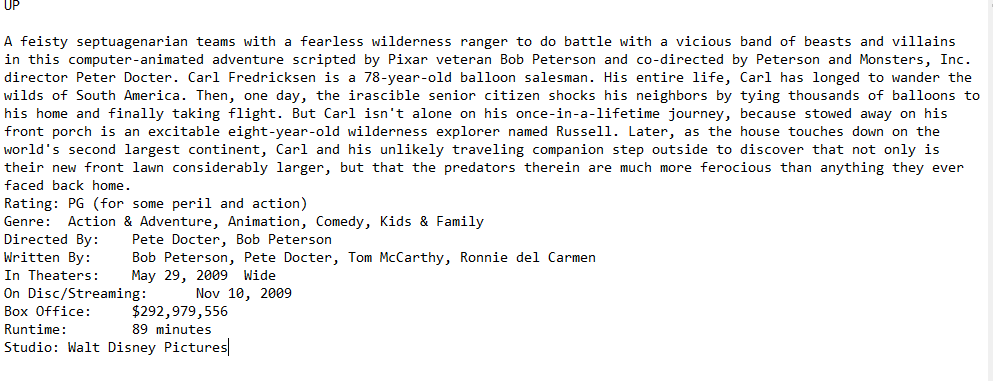 UP
A feisty septuagenarian teams with a fearless wilderness ranger to do battle with a vicious band of beasts and villains
in this computer-animated adventure scripted by Pixar veteran Bob Peterson and co-directed by Peterson and Monsters, Inc.
director Peter Docter. Carl Fredricksen is a 78-year-old balloon salesman. His entire life, Carl has longed to wander the
wilds of South America. Then, one day, the irascible senior citizen shocks his neighbors by tying thousands of balloons to
his home and finally taking flight. But Carl isn't alone on his once-in-a-lifetime journey, because stowed away on his
front porch is an excitable eight-year-old wilderness explorer named Russell. Later, as the house touches down on the
world's second largest continent, Carl and his unlikely traveling companion step outside to discover that not only is
their new front lawn considerably larger, but that the predators therein are much more ferocious than anything they ever
faced back home.
Rating: PG (for some peril and action)
Genre: Action & Adventure, Animation, Comedy, Kids & Family
Directed By: Pete Docter, Bob Peterson
Written By: Bob Peterson, Pete Docter, Tom McCarthy, Ronnie del Carmen
In Theaters: May 29, 2009 Wide
On Disc/Streaming: Nov 10, 2009
Box Office: $292,979,556
Runtime: 89 minutes
Studio: Walt Disney Pictures